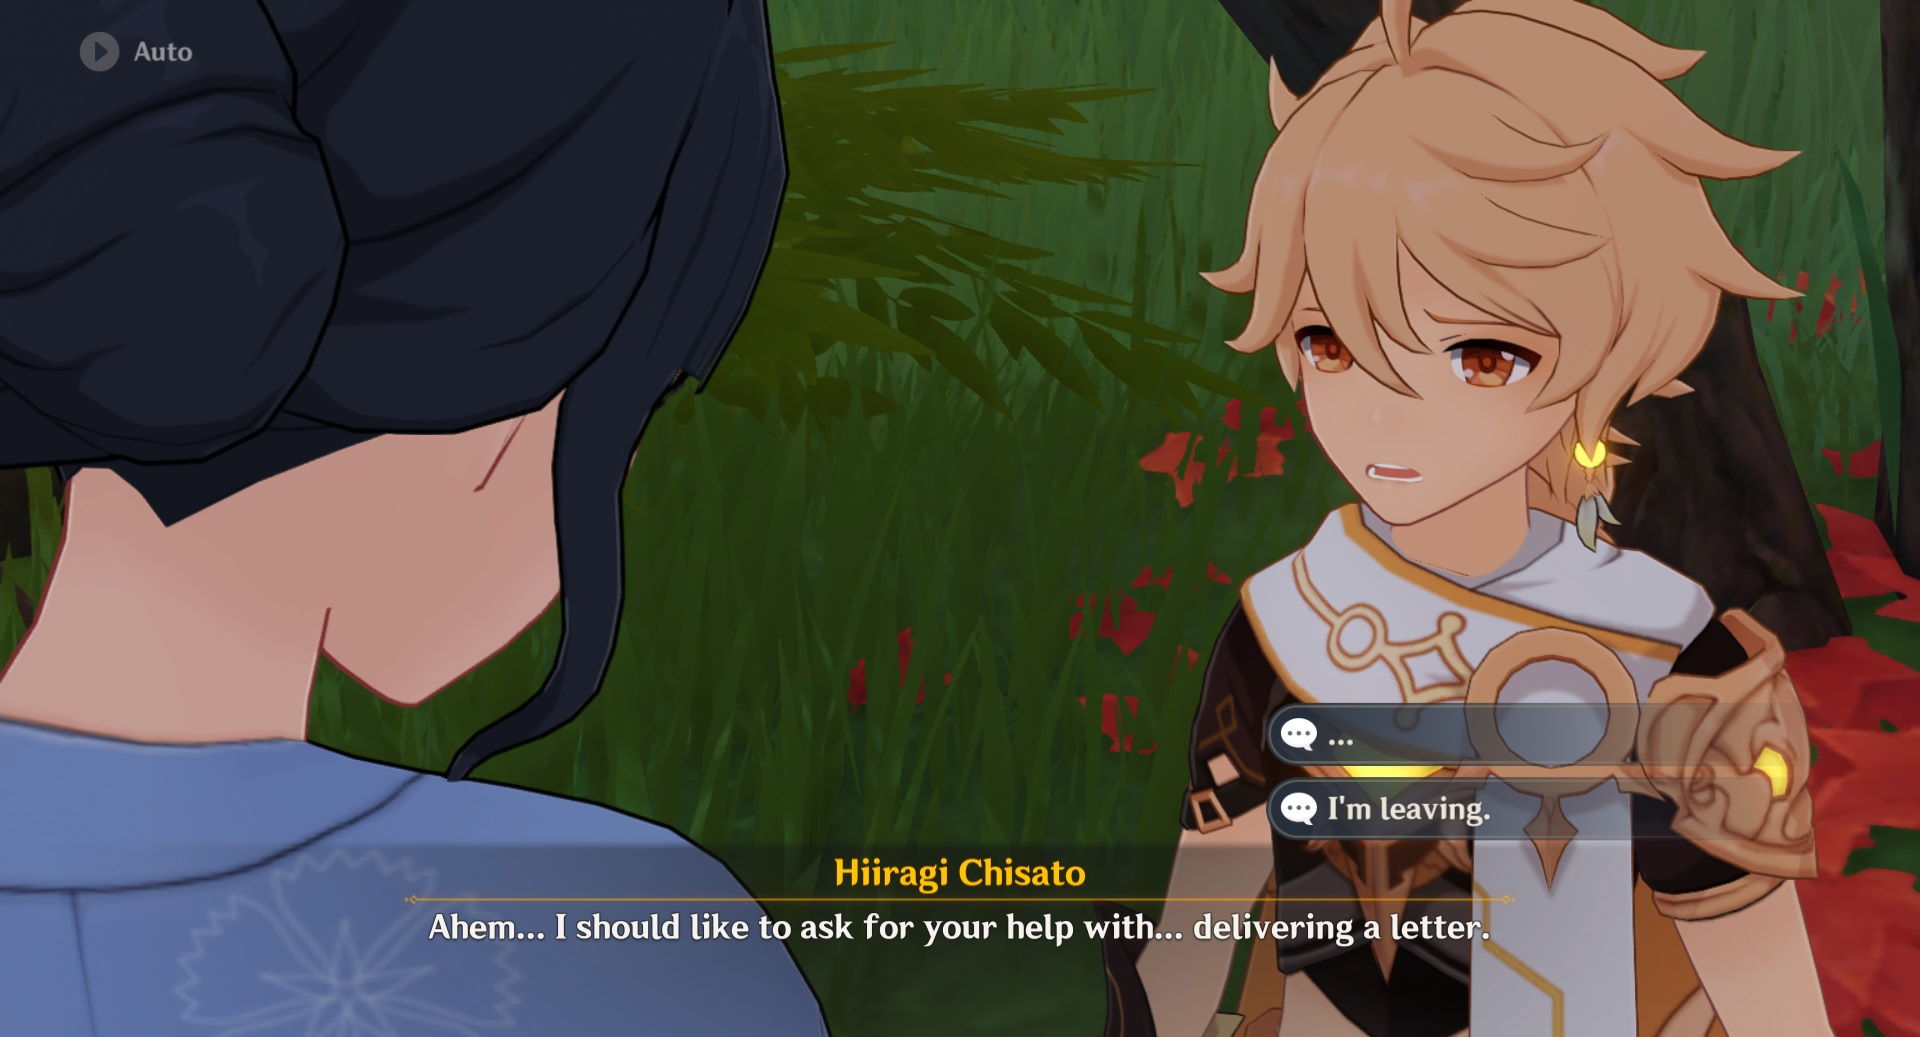 Auto
...
I'm leaving.
Hiiragi Chisato
Ahem... I should like to ask for your help with... delivering a letter.